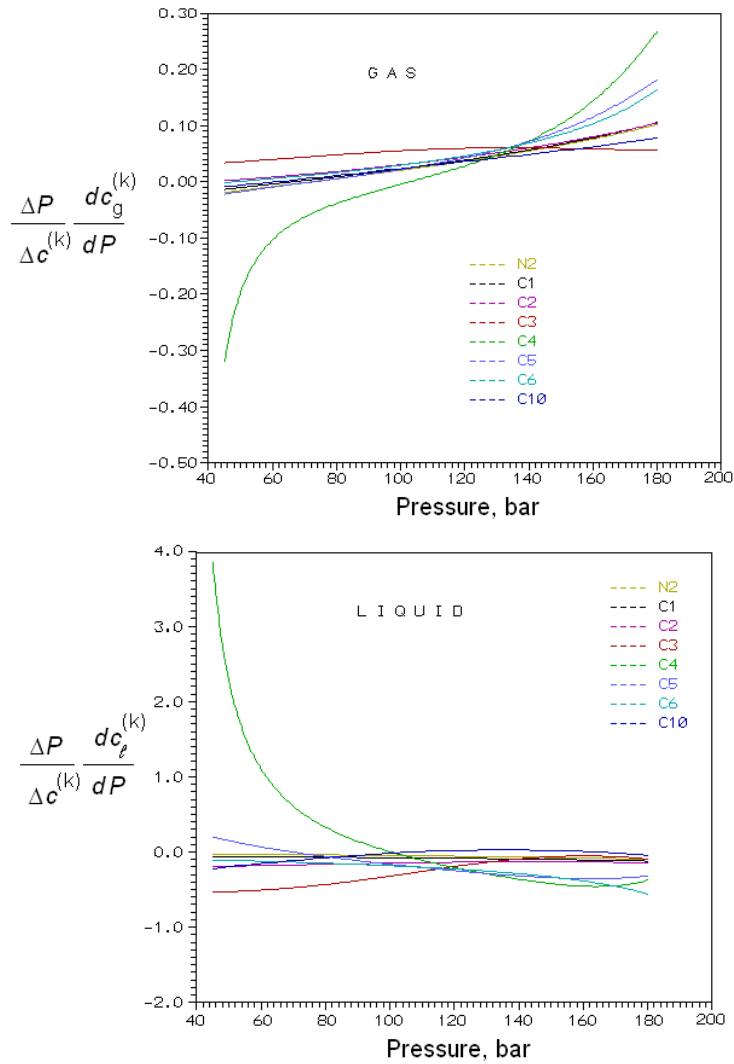 0.30
0.20
0.10
0.00
-0.10
-0.20
-0.30
-0.40
-0.50
GAS
ΔP dc_g^(k)
Δc^(k) dP
N2
C1
C2
C3
C4
C5
C6
C10
40 60 80 100 120 140 160 180 200
Pressure, bar
4.0
3.0
2.0
1.0
0.0
-1.0
-2.0
LIQUID
ΔP dc_ℓ^(k)
Δc^(k) dP
N2
C1
C2
C3
C4
C5
C6
C10
40 60 80 100 120 140 160 180 200
Pressure, bar